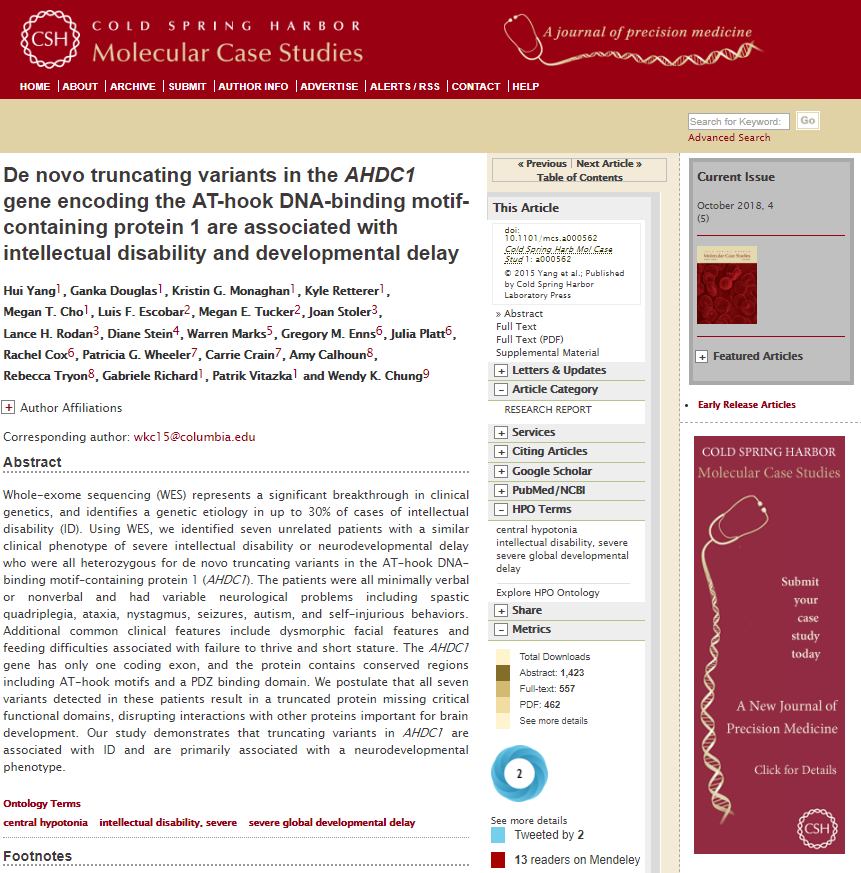 CSH
COLD SPRING HARBOR
Molecular Case Studies
A journal of precision medicine
HOME | ABOUT | ARCHIVE | SUBMIT | AUTHOR INFO | ADVERTISE | ALERTS / RSS | CONTACT | HELP
Search for Keyword: Go
Advanced Search
De novo truncating variants in the AHDC1
gene encoding the AT-hook DNA-binding motif-
containing protein 1 are associated with
intellectual disability and developmental delay
Hui Yang1, Ganka Douglas1, Kristin G. Monaghan1, Kyle Retterer1,
Megan T. Cho1, Luis F. Escobar2, Megan E. Tucker2, Joan Stoler3,
Lance H. Rodan3, Diane Stein4, Warren Marks5, Gregory M. Enns6, Julia Platt6,
Rachel Cox6, Patricia G. Wheeler7, Carrie Crain7, Amy Calhoun8,
Rebecca Tryon8, Gabriele Richard1, Patrik Vitazka1 and Wendy K. Chung9
+ Author Affiliations
Corresponding author: wkc15@columbia.edu
Abstract
Whole-exome sequencing (WES) represents a significant breakthrough in clinical
genetics, and identifies a genetic etiology in up to 30% of cases of intellectual
disability (ID). Using WES, we identified seven unrelated patients with a similar
clinical phenotype of severe intellectual disability or neurodevelopmental delay
who were all heterozygous for de novo truncating variants in the AT-hook DNA-
binding motif-containing protein 1 (AHDC1). The patients were all minimally verbal
or nonverbal and had variable neurological problems including spastic
quadriplegia, ataxia, nystagmus, seizures, autism, and self-injurious behaviors.
Additional common clinical features include dysmorphic facial features and
feeding difficulties associated with failure to thrive and short stature. The AHDC1
gene has only one coding exon, and the protein contains conserved regions
including AT-hook motifs and a PDZ binding domain. We postulate that all seven
variants detected in these patients result in a truncated protein missing critical
functional domains, disrupting interactions with other proteins important for brain
development. Our study demonstrates that truncating variants in AHDC1 are
associated with ID and are primarily associated with a neurodevelopmental
phenotype.
Ontology Terms
central hypotonia intellectual disability, severe severe global developmental delay
Footnotes
« Previous | Next Article »
Table of Contents
This Article
doi:
10.1101/mcs.a000562
Cold Spring Harb Mol Case
Stud 1: a000562
© 2015 Yang et al.; Published
by Cold Spring Harbor
Laboratory Press
» Abstract
Full Text
Full Text (PDF)
Supplemental Material
+ Letters & Updates
- Article Category
RESEARCH REPORT
+ Services
+ Citing Articles
+ Google Scholar
+ PubMed/NCBI
- HPO Terms
central hypotonia
intellectual disability, severe
severe global developmental
delay
Explore HPO Ontology
+ Share
- Metrics
Total Downloads
Abstract: 1,423
Full-text: 557
PDF: 462
See more details
2
See more details
Tweeted by 2
13 readers on Mendeley
Current Issue
October 2018, 4
(5)
Molecular Case Studies
+ Featured Articles
• Early Release Articles
COLD SPRING HARBOR
Molecular Case Studies
Submit
your
case
study
today
A New Journal of
Precision Medicine
Click for Details
CSH